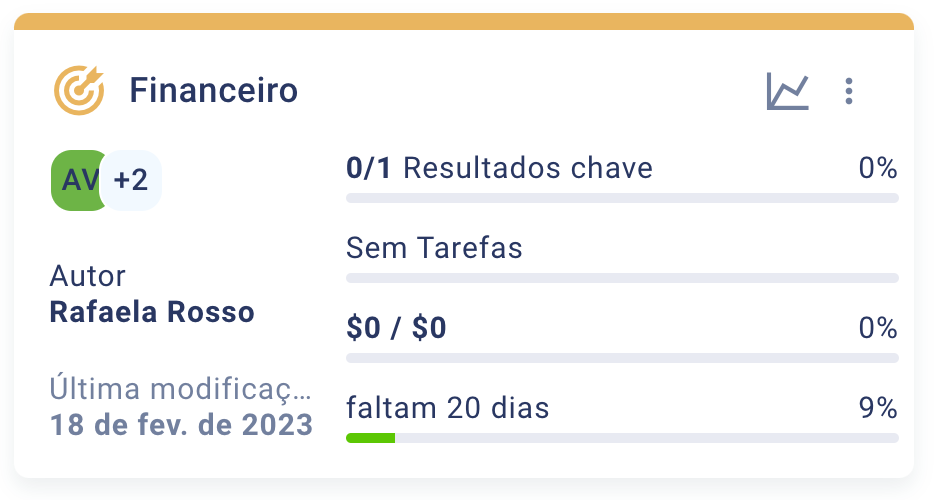 Financeiro
AV +2
Autor
Rafaela Rosso
Última modificaç...
18 de fev. de 2023
0/1 Resultados chave 0%
Sem Tarefas
$0 / $0 0%
faltam 20 dias 9%